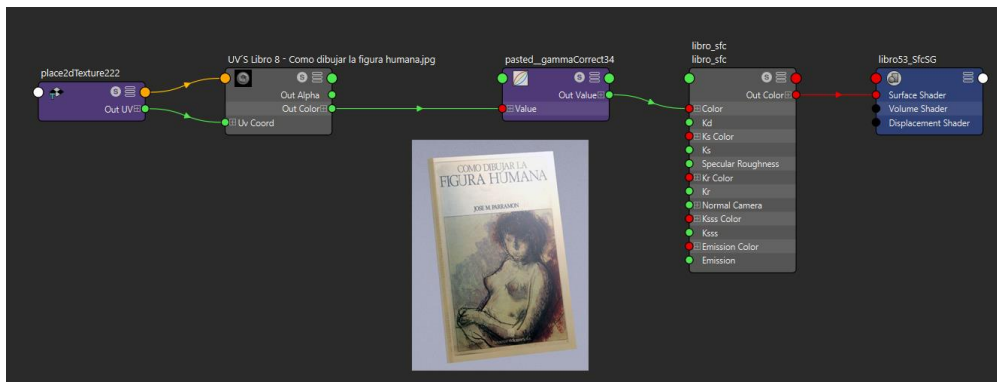 place2dTexture222
Out UV
UV'S Libro 8 - Como dibujar la figura humana.jpg
Out Alpha
Out Color
Uv Coord
pasted__gammaCorrect34
Out Value
Value
libro_sfc
libro_sfc
Out Color
Color
Kd
Ks Color
Ks
Specular Roughness
Kr Color
Kr
Normal Camera
Ksss Color
Ksss
Emission Color
Emission
libro53_SfcSG
Surface Shader
Volume Shader
Displacement Shader
COMO DIBUJAR LA
FIGURA HUMANA
JOSE M. PARRAMON